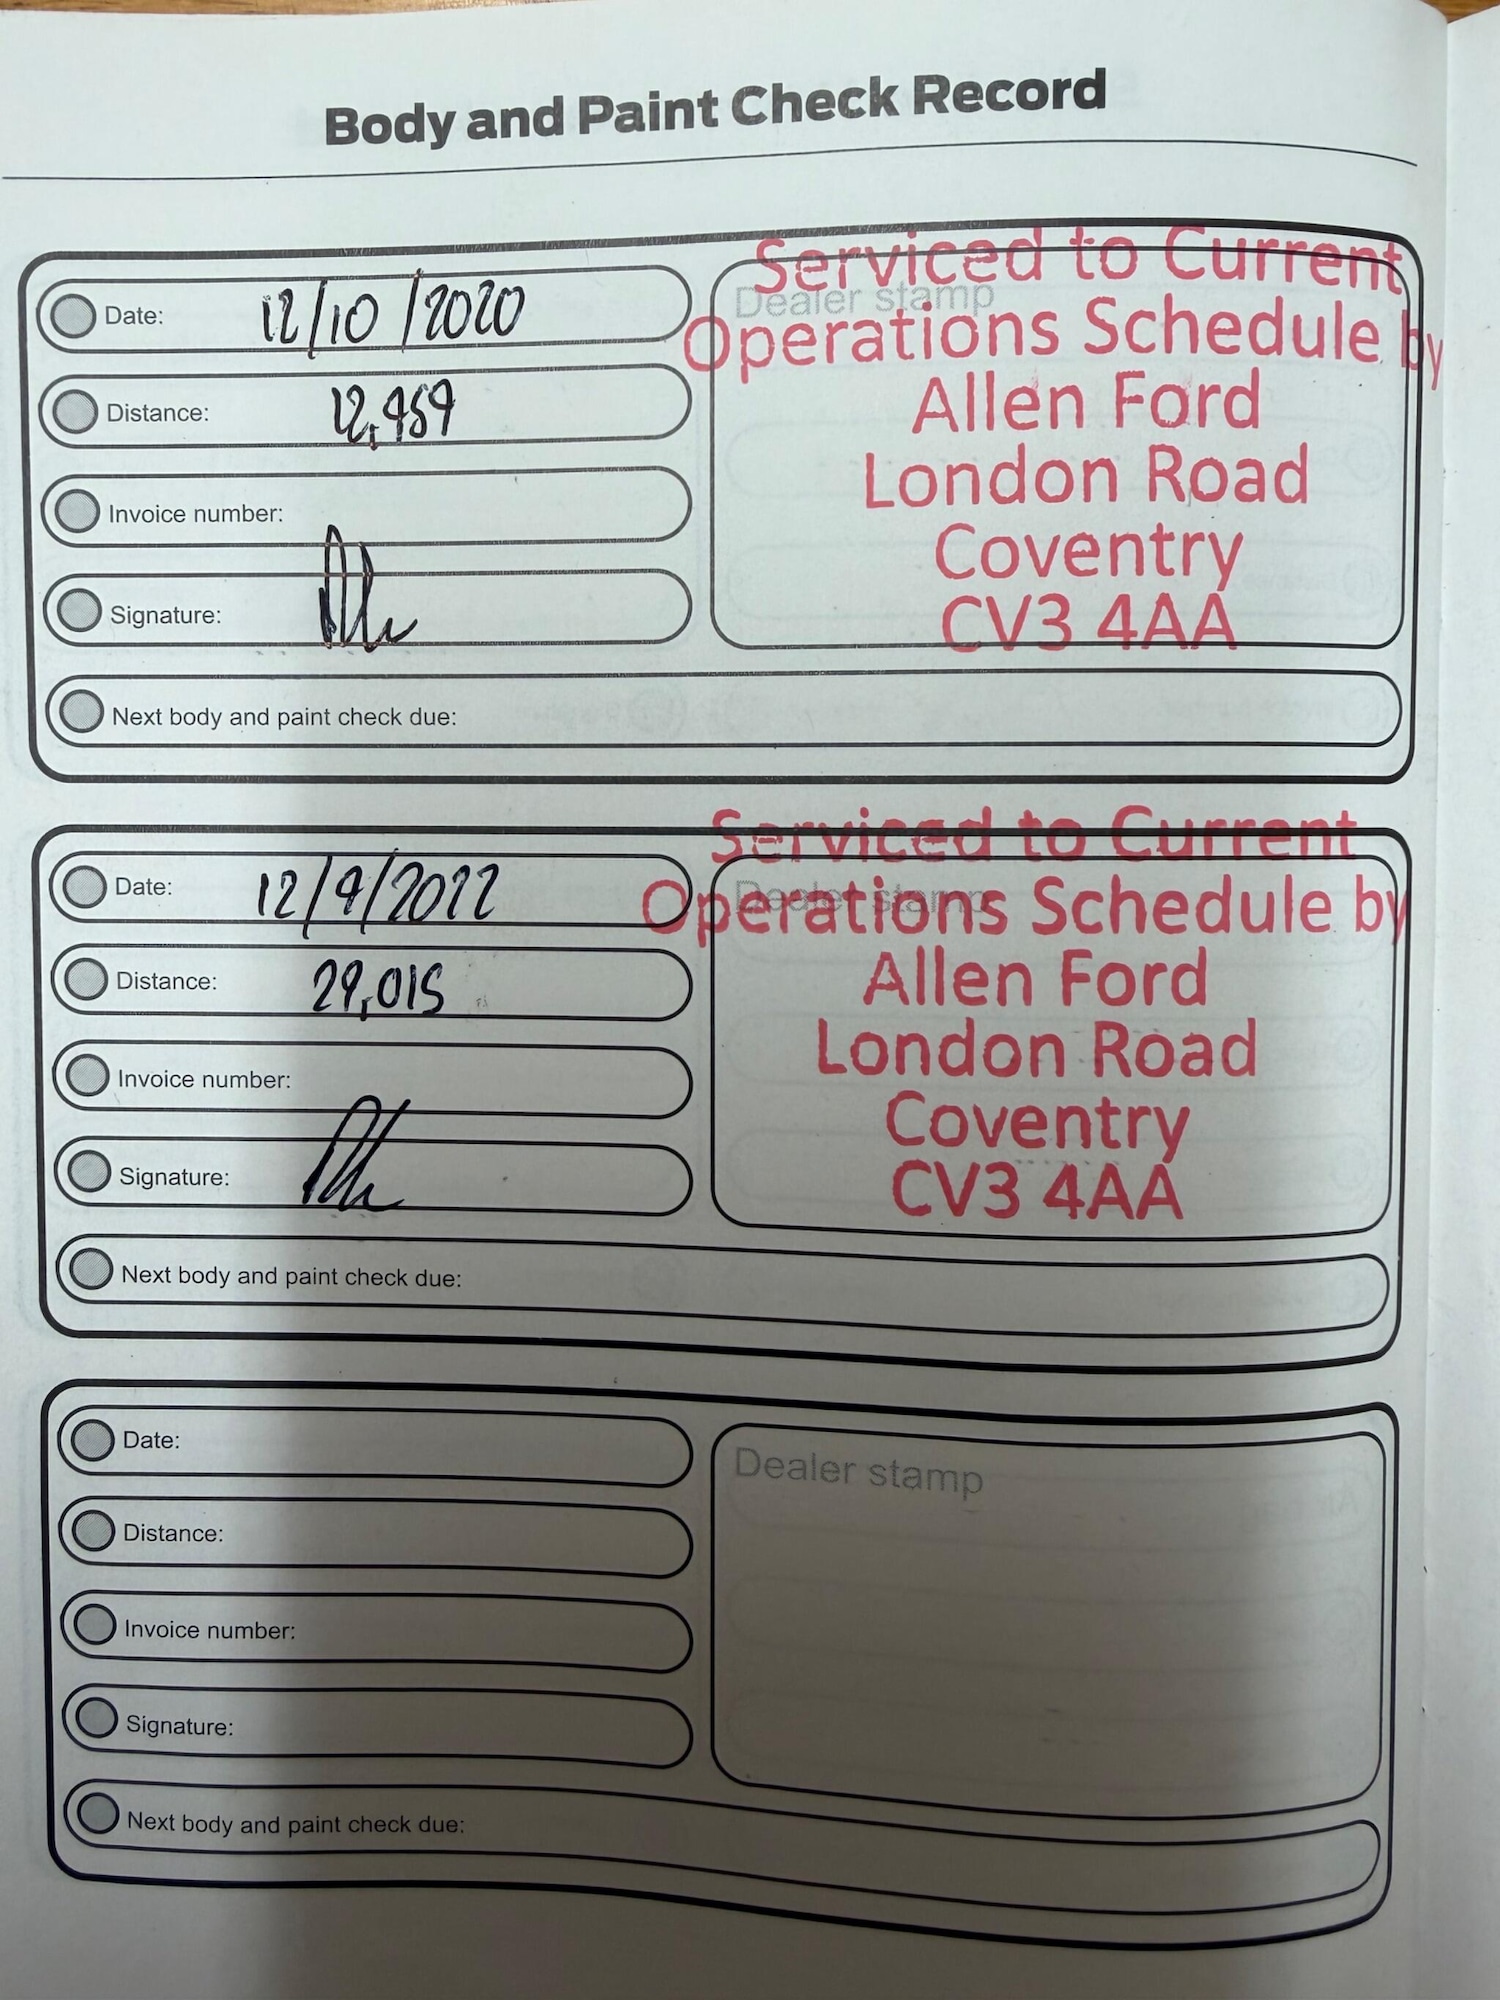 Body and Paint Check Record
Date: 12/10/2020
Distance:
Invoice number:
Signature:
Next body and paint check due:
Dealer stamp
Serviced to Current
Operations Schedule by
Allen Ford
London Road
Coventry
CV3 4AA
Date: 12/9/2022
Distance: 29,015
Invoice number:
Signature:
Next body and paint check due:
Dealer stamp
Serviced to Current
Operations Schedule by
Allen Ford
London Road
Coventry
CV3 4AA
Date:
Distance:
Invoice number:
Signature:
Next body and paint check due:
Dealer stamp